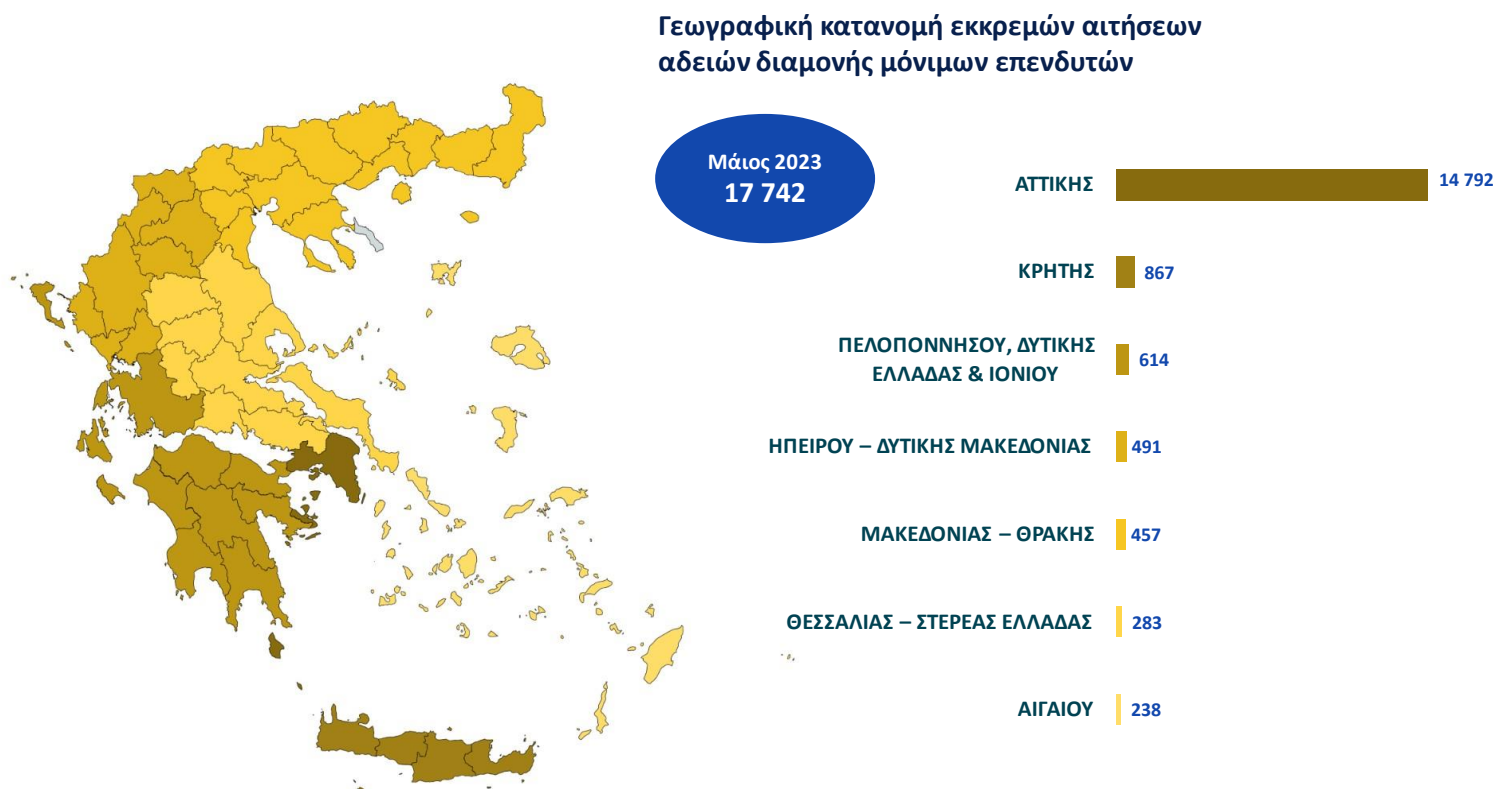 Γεωγραφική κατανομή εκκρεμών αιτήσεων
αδειών διαμονής μόνιμων επενδυτών
Μάιος 2023
17 742
ΑΤΤΙΚΗΣ 14 792
ΚΡΗΤΗΣ 867
ΠΕΛΟΠΟΝΝΗΣΟΥ, ΔΥΤΙΚΗΣ
ΕΛΛΑΔΑΣ & ΙΟΝΙΟΥ 614
ΗΠΕΙΡΟΥ – ΔΥΤΙΚΗΣ ΜΑΚΕΔΟΝΙΑΣ 491
ΜΑΚΕΔΟΝΙΑΣ – ΘΡΑΚΗΣ 457
ΘΕΣΣΑΛΙΑΣ – ΣΤΕΡΕΑΣ ΕΛΛΑΔΑΣ 283
ΑΙΓΑΙΟΥ 238